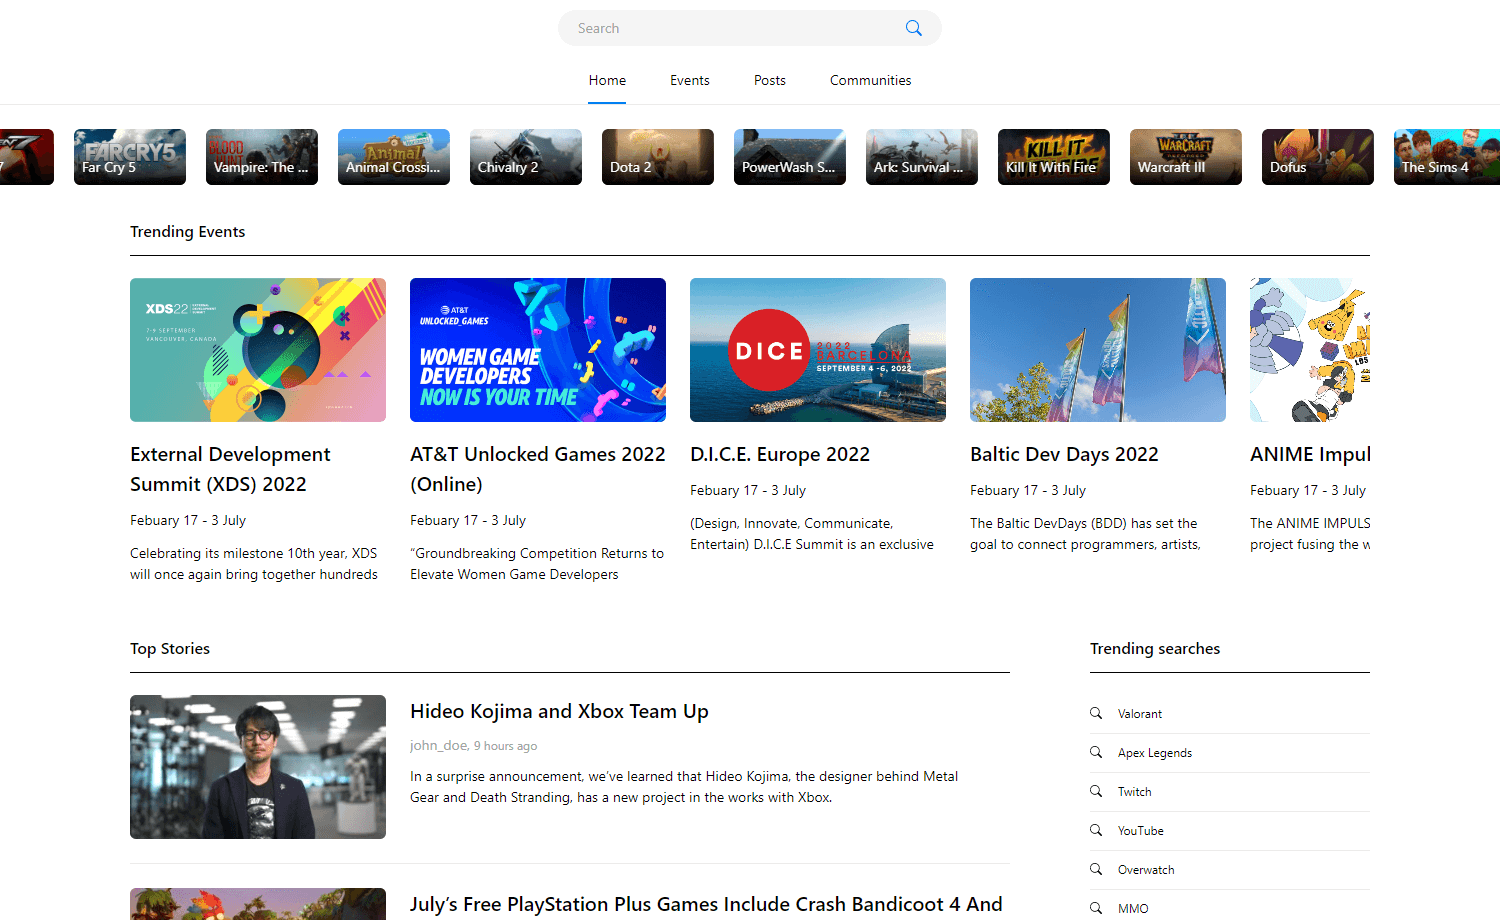 Search
Home Events Posts Communities
7
Far Cry 5
Vampire: The ...
Animal Crossi...
Chivalry 2
Dota 2
PowerWash S...
Ark: Survival ...
Kill It With Fire
Warcraft III
Dofus
The Sims 4
Trending Events
XDS22 EXTERNAL DEVELOPMENT SUMMIT
7-9 SEPTEMBER
VANCOUVER, CANADA
AT&T
UNLOCKED_GAMES
WOMEN GAME
DEVELOPERS
NOW IS YOUR TIME
DICE
2022
BARCELONA
SEPTEMBER 4 -6, 2022
External Development
Summit (XDS) 2022
Febuary 17 - 3 July
Celebrating its milestone 10th year, XDS
will once again bring together hundreds
AT&T Unlocked Games 2022
(Online)
Febuary 17 - 3 July
“Groundbreaking Competition Returns to
Elevate Women Game Developers
D.I.C.E. Europe 2022
Febuary 17 - 3 July
(Design, Innovate, Communicate,
Entertain) D.I.C.E Summit is an exclusive
Baltic Dev Days 2022
Febuary 17 - 3 July
The Baltic DevDays (BDD) has set the
goal to connect programmers, artists,
ANIME Impul
Febuary 17 - 3 July
The ANIME IMPULS
project fusing the w
Top Stories
Hideo Kojima and Xbox Team Up
john_doe, 9 hours ago
In a surprise announcement, we’ve learned that Hideo Kojima, the designer behind Metal
Gear and Death Stranding, has a new project in the works with Xbox.
July’s Free PlayStation Plus Games Include Crash Bandicoot 4 And
Trending searches
Valorant
Apex Legends
Twitch
YouTube
Overwatch
MMO